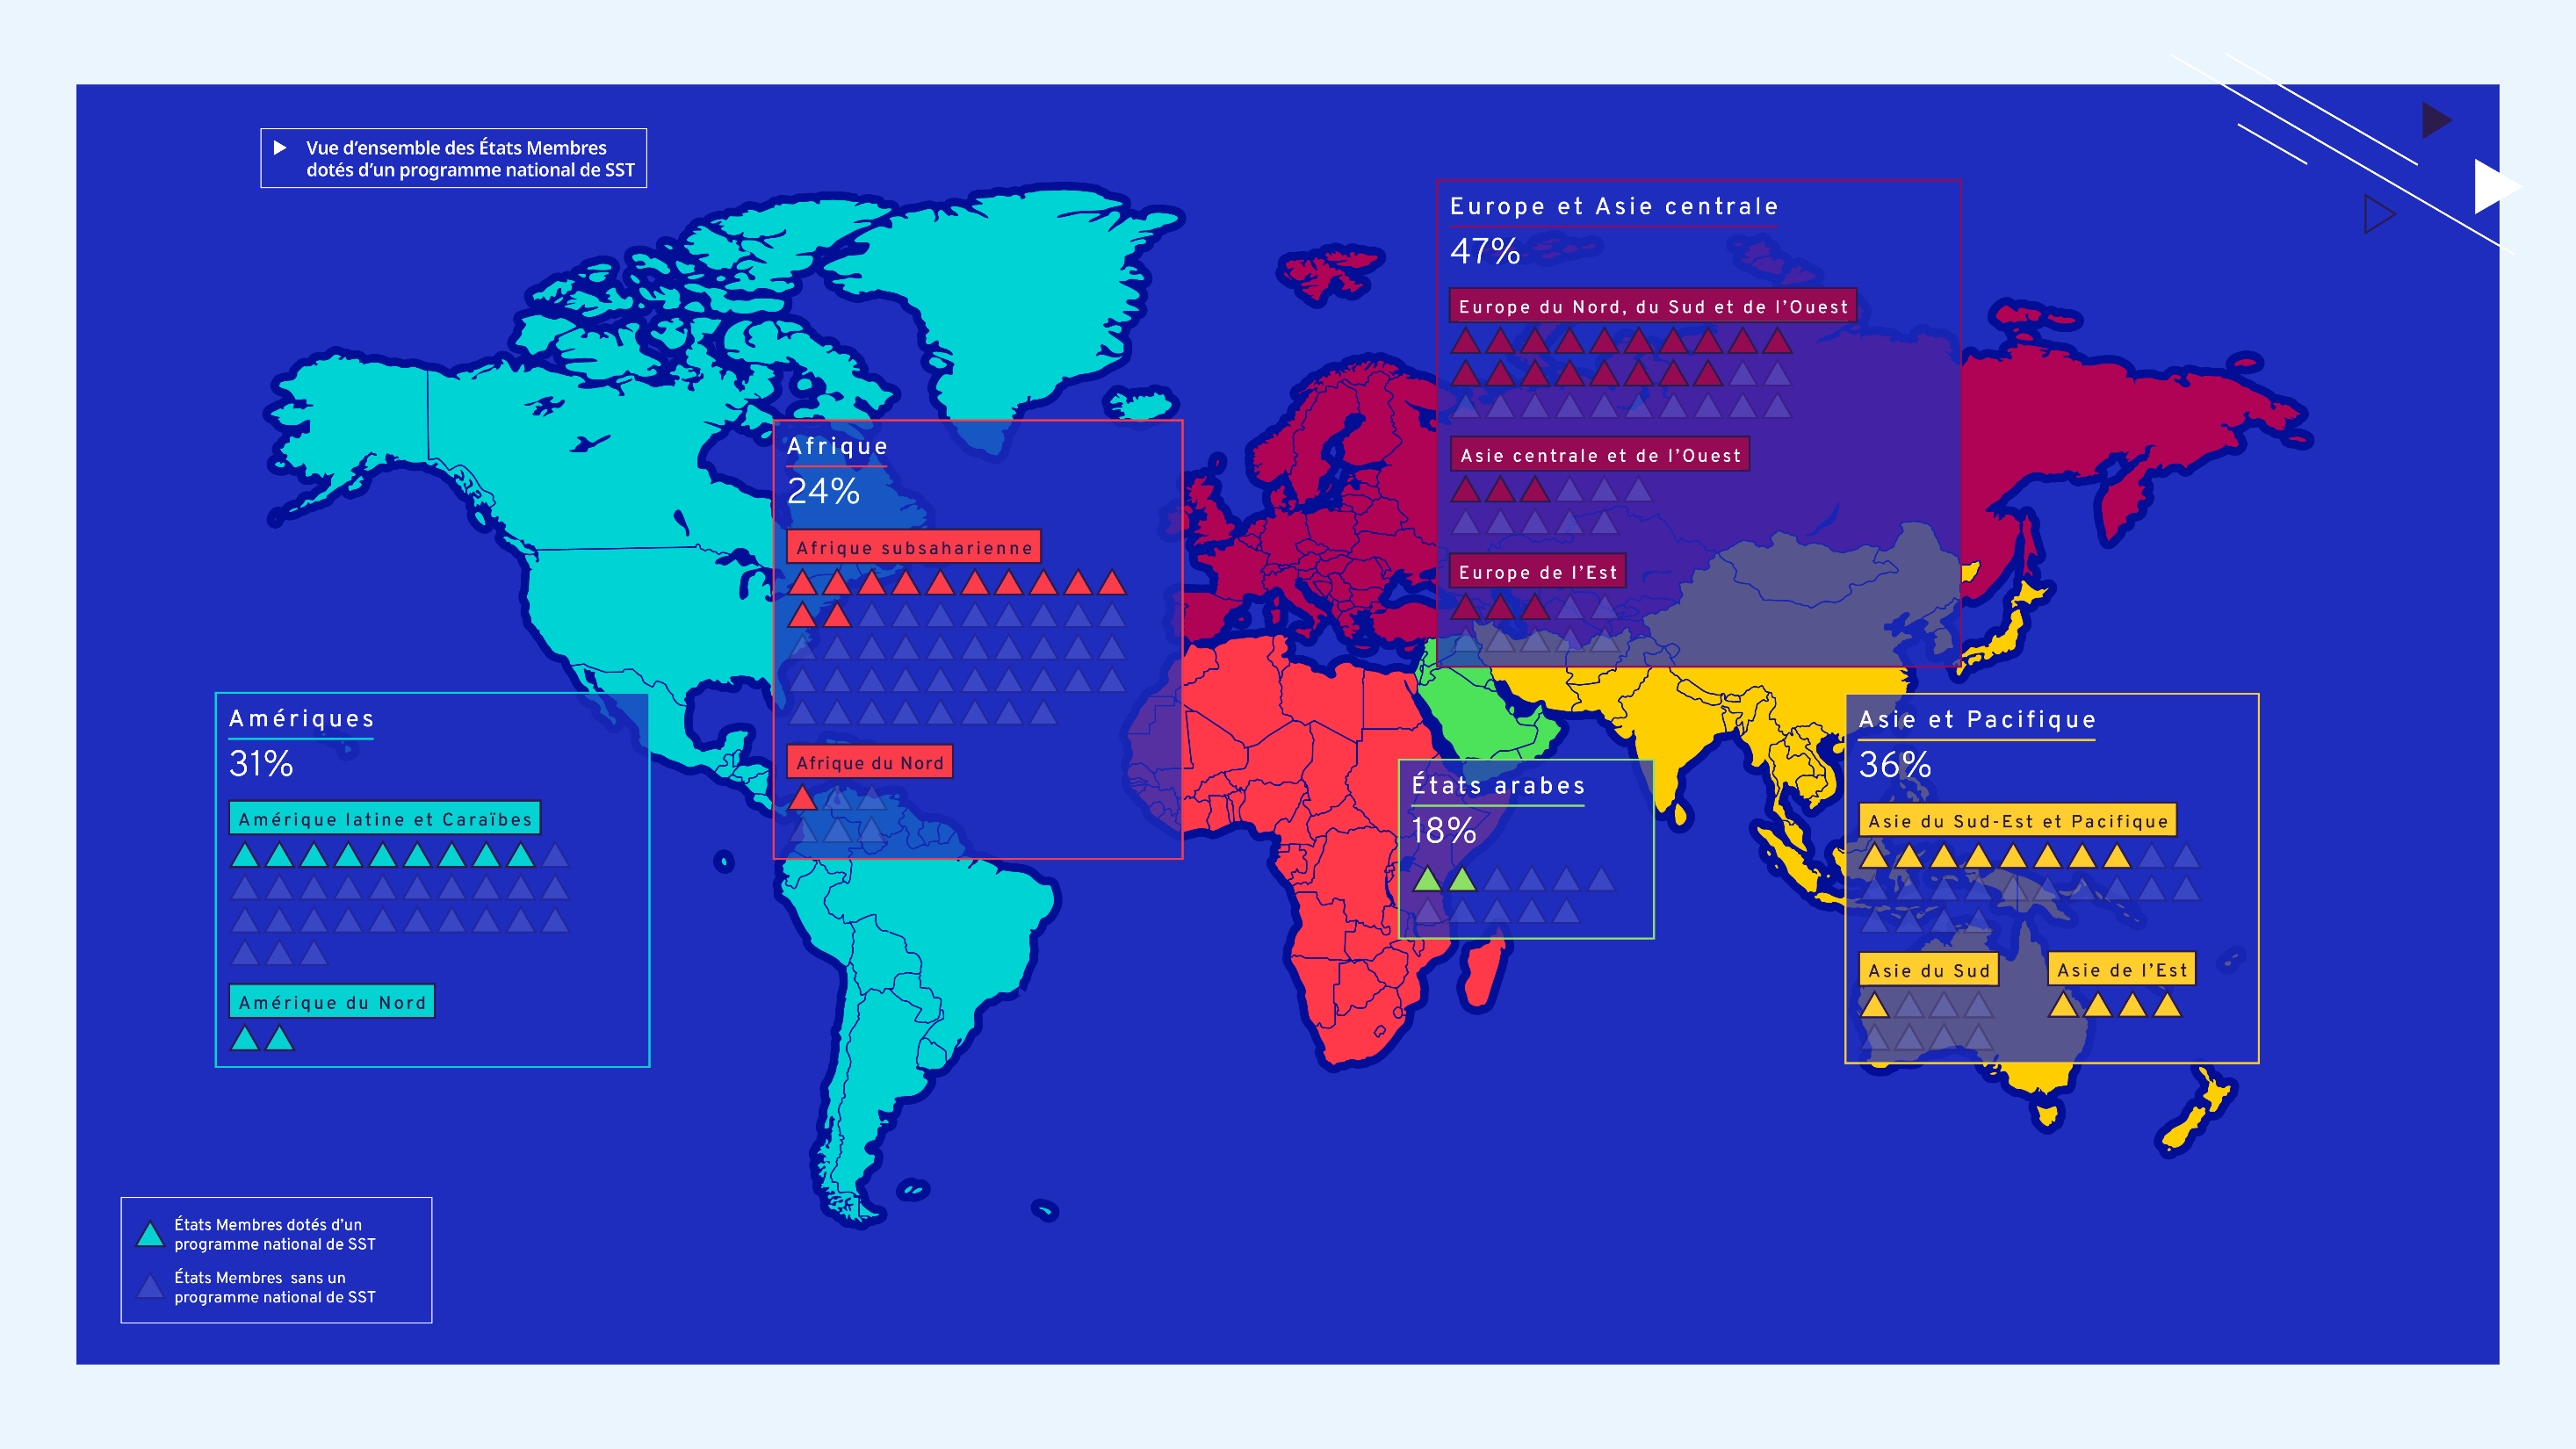 Vue d'ensemble des États Membres
dotés d'un programme national de SST
Europe et Asie centrale
47%
Europe du Nord, du Sud et de l'Ouest
Asie centrale et de l'Ouest
Europe de l'Est
Afrique
24%
Afrique subsaharienne
Afrique du Nord
Amériques
31%
Amérique latine et Caraïbes
Amérique du Nord
États arabes
18%
Asie et Pacifique
36%
Asie du Sud-Est et Pacifique
Asie du Sud
Asie de l'Est
États Membres dotés d'un
programme national de SST
États Membres sans un
programme national de SST